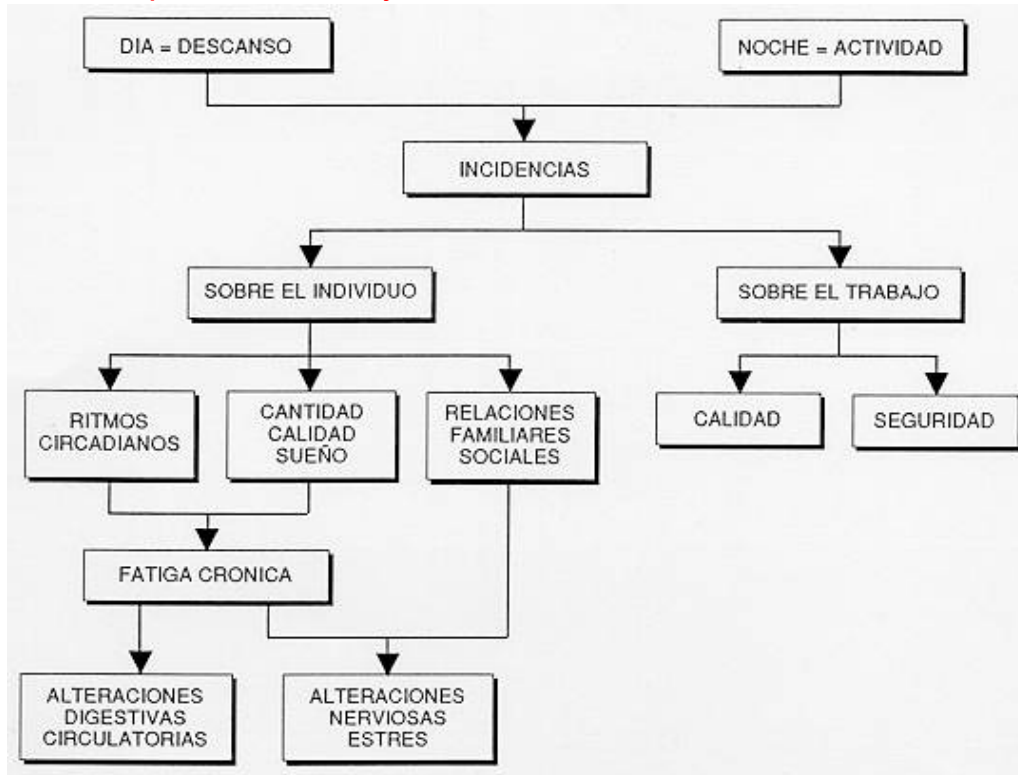 DIA = DESCANSO
NOCHE = ACTIVIDAD
INCIDENCIAS
SOBRE EL INDIVIDUO
SOBRE EL TRABAJO
RITMOS
CIRCADIANOS
CANTIDAD
CALIDAD
SUEÑO
RELACIONES
FAMILIARES
SOCIALES
CALIDAD
SEGURIDAD
FATIGA CRONICA
ALTERACIONES
DIGESTIVAS
CIRCULATORIAS
ALTERACIONES
NERVIOSAS
ESTRES